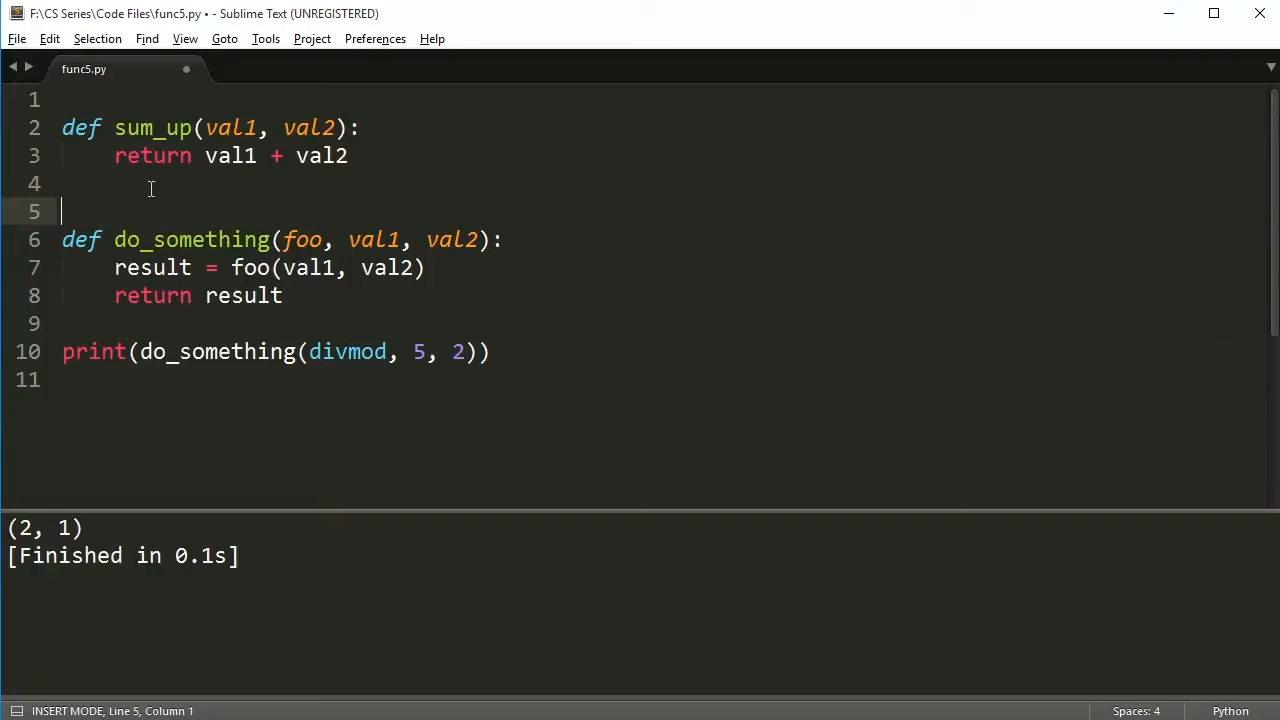 F:\CS Series\Code Files\func5.py • - Sublime Text (UNREGISTERED)
File Edit Selection Find View Goto Tools Project Preferences Help
func5.py
1
2 def sum_up(val1, val2):
3     return val1 + val2
4
5
6 def do_something(foo, val1, val2):
7     result = foo(val1, val2)
8     return result
9
10 print(do_something(divmod, 5, 2))
11
(2, 1)
[Finished in 0.1s]
INSERT MODE, Line 5, Column 1 Spaces: 4 Python